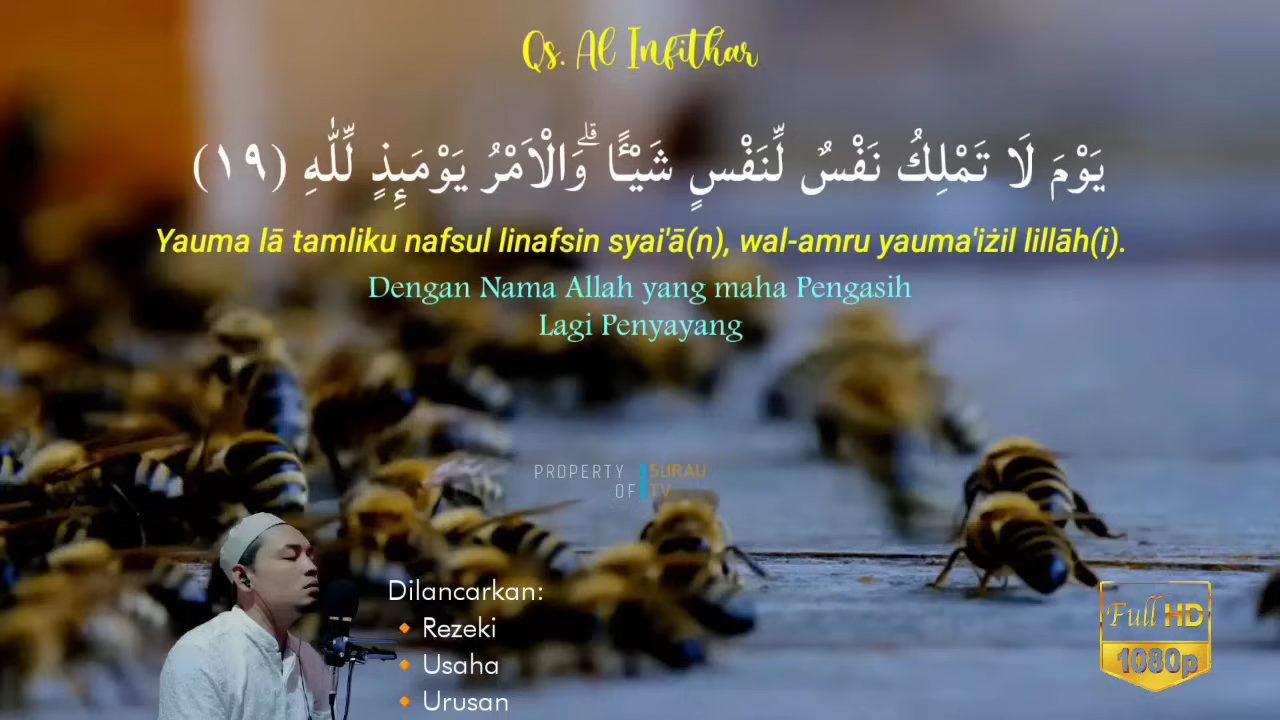 Qs. Al Infithar
يَوْمَ لَا تَمْلِكُ نَفْسٌ لِّنَفْسٍ شَيْـًٔا ۗوَالْاَمْرُ يَوْمَىِٕذٍ لِّلّٰهِ (١٩)
Yauma lā tamliku nafsul linafsin syai'ā(n), wal-amru yauma'iżil lillāh(i).
Dengan Nama Allah yang maha Pengasih
Lagi Penyayang
PROPERTY OF
SURAU TV
Dilancarkan:
🔸 Rezeki
🔸 Usaha
🔸 Urusan
Full HD
1080p